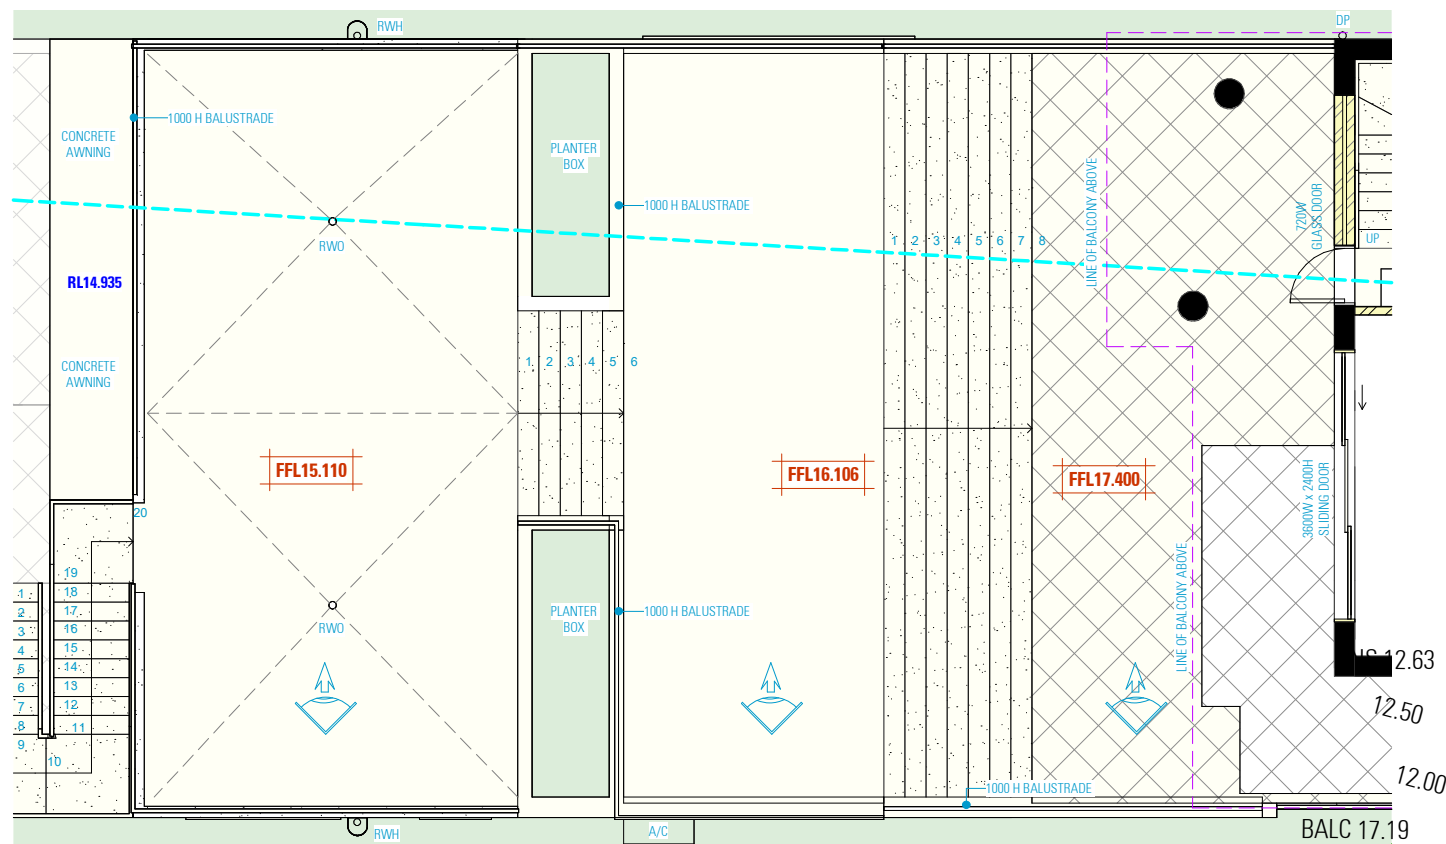 RWH
DP
1000 H BALUSTRADE
CONCRETE
AWNING
PLANTER
BOX
1000 H BALUSTRADE
LINE OF BALCONY ABOVE
720W
GLASS DOOR
UP
RWO
1 2 3 4 5 6 7 8
RL14.935
CONCRETE
AWNING
1 2 3 4 5 6
FFL15.110
FFL16.106
FFL17.400
3600W x 2400H
SLIDING DOOR
20
19
18
17
16
15
14
13
12
11
10
1
2
3
4
5
6
7
8
9
RWO
PLANTER
BOX
1000 H BALUSTRADE
LINE OF BALCONY ABOVE
12.63
12.50
12.00
1000 H BALUSTRADE
RWH
A/C
BALC 17.19